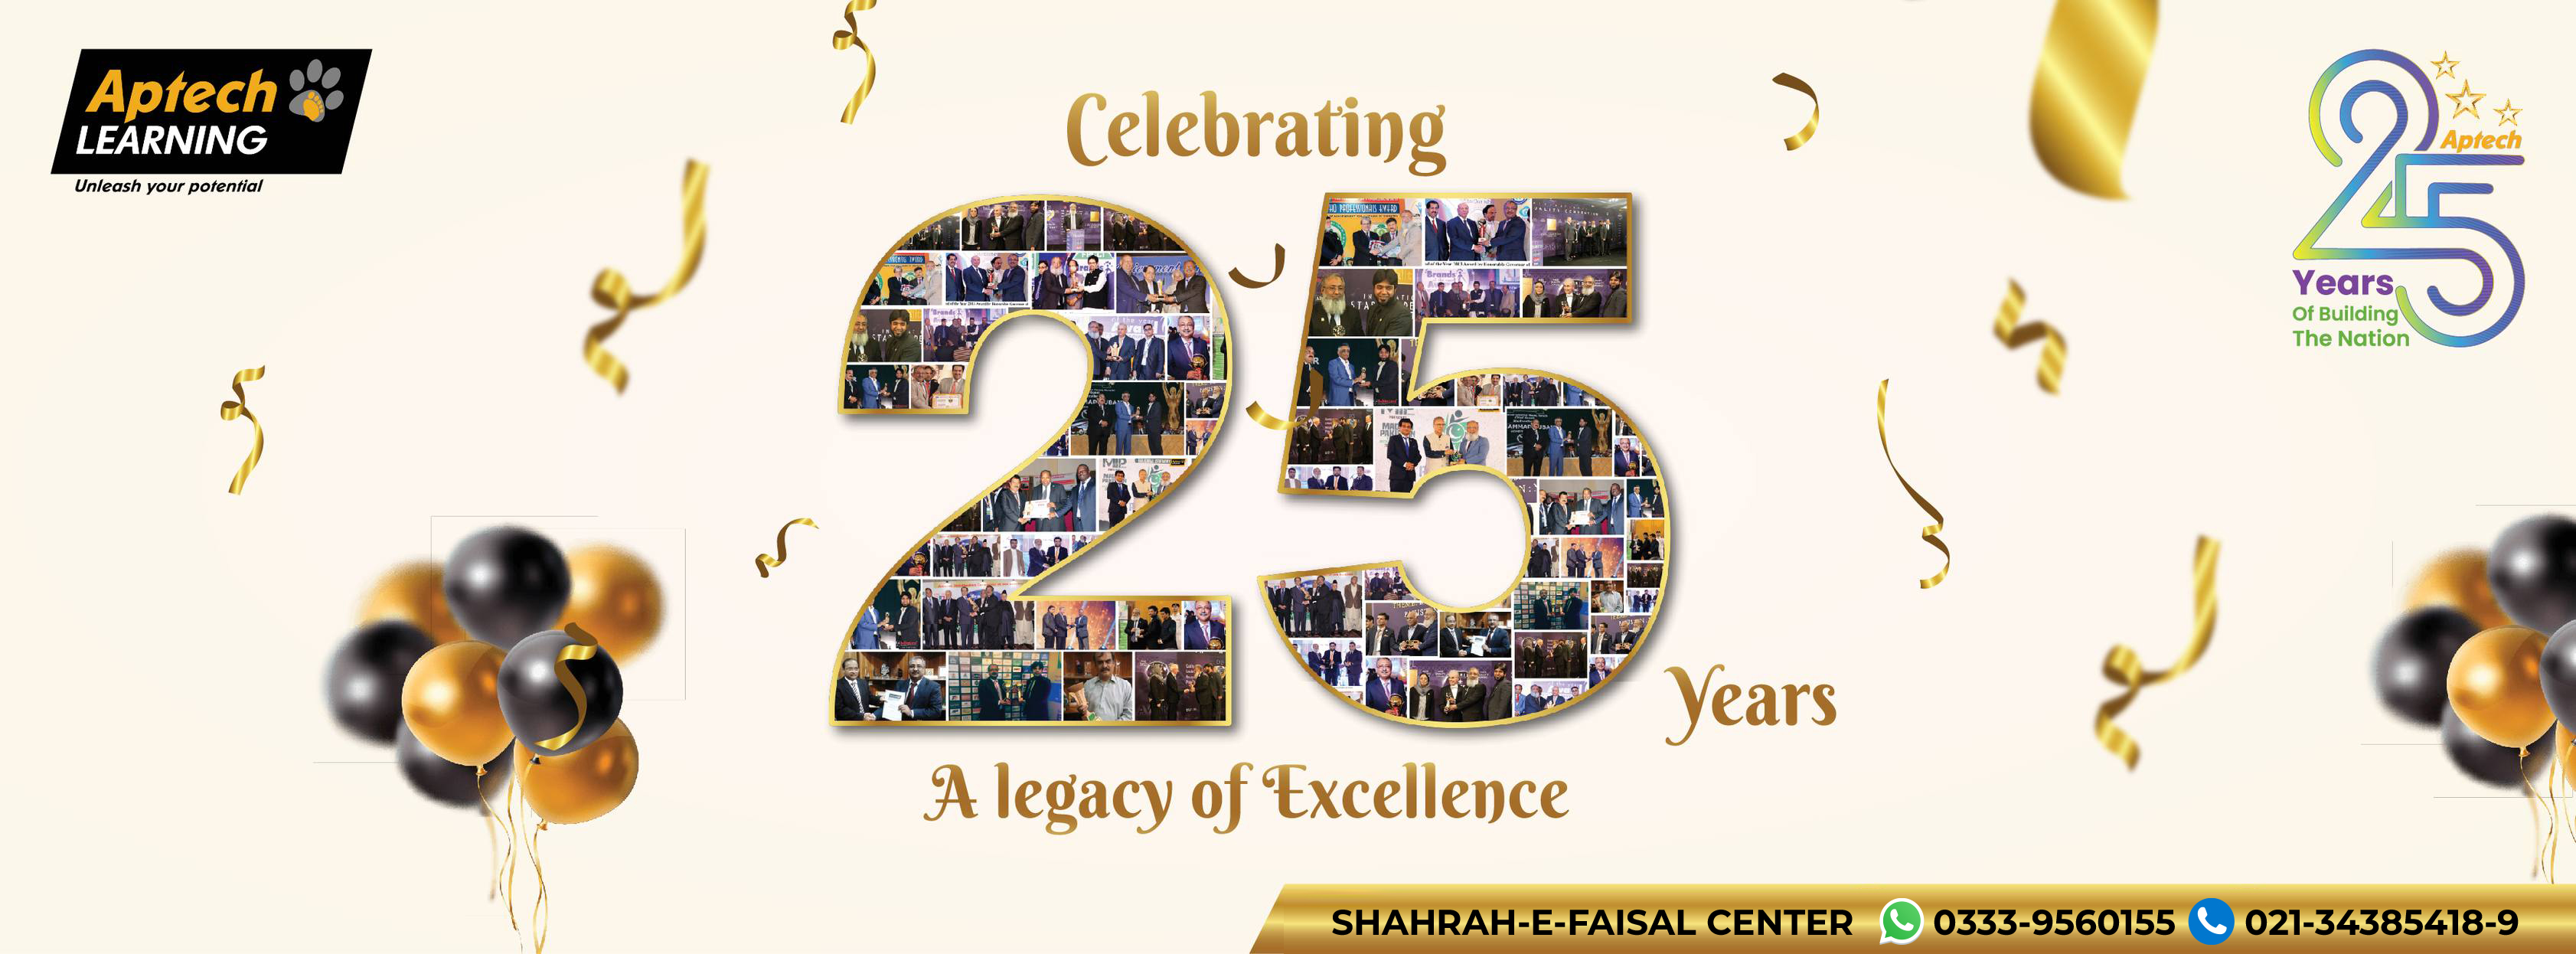 Aptech
LEARNING
Unleash your potential
Celebrating
25
Years
A legacy of Excellence
25
Aptech
Years
Of Building
The Nation
SHAHRAH-E-FAISAL CENTER 0333-9560155 021-34385418-9